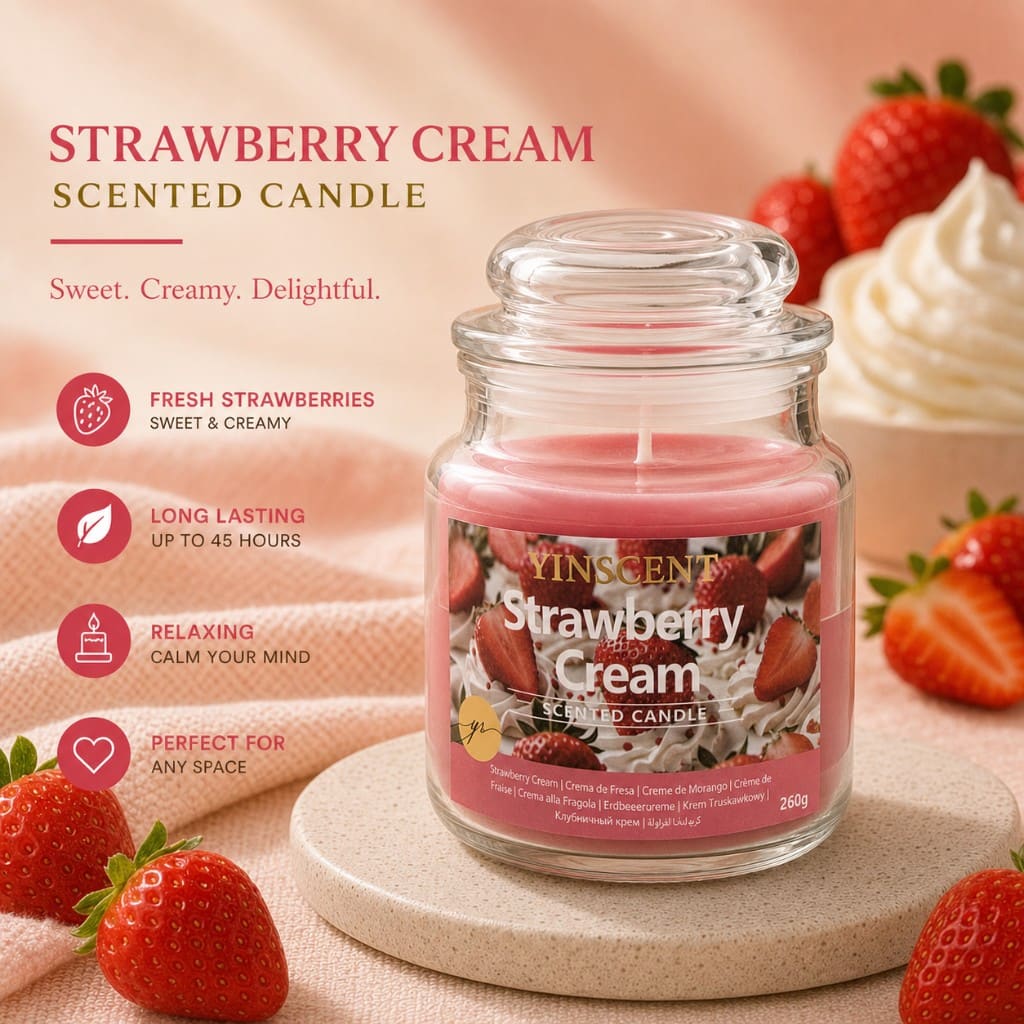 STRAWBERRY CREAM
SCENTED CANDLE
Sweet. Creamy. Delightful.
FRESH STRAWBERRIES
SWEET & CREAMY
LONG LASTING
UP TO 45 HOURS
RELAXING
CALM YOUR MIND
PERFECT FOR
ANY SPACE
YINSCENT
Strawberry
Cream
SCENTED CANDLE
Strawberry Cream | Crema de Fresa | Creme de Morango | Crème de
Fraise | Crema alla Fragola | Erdbeeereureme | Krem Truskawkowy |
Клубничный крем |
260g